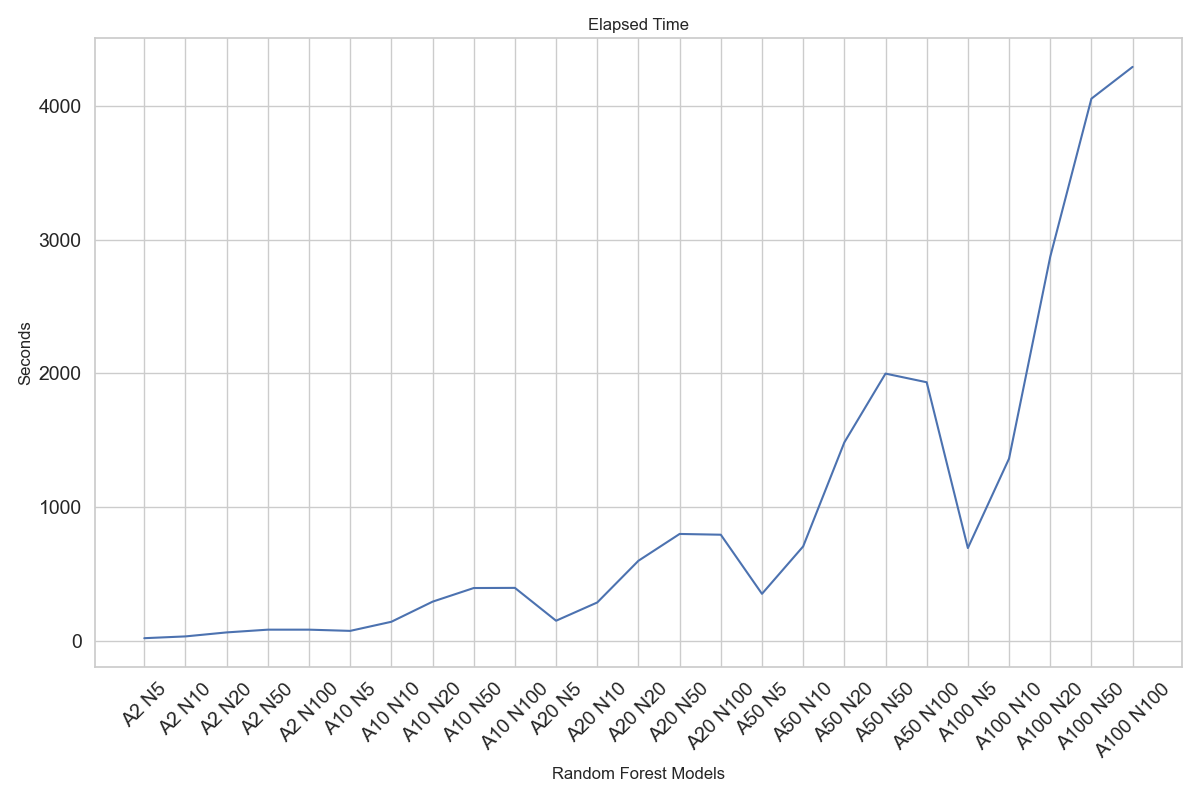 Elapsed Time
Seconds
4000
3000
2000
1000
0
A2 N5
A2 N10
A2 N20
A2 N50
A2 N100
A10 N5
A10 N10
A10 N20
A10 N50
A10 N100
A20 N5
A20 N10
A20 N20
A20 N50
A20 N100
A50 N5
A50 N10
A50 N20
A50 N50
A50 N100
A100 N5
A100 N10
A100 N20
A100 N50
A100 N100
Random Forest Models